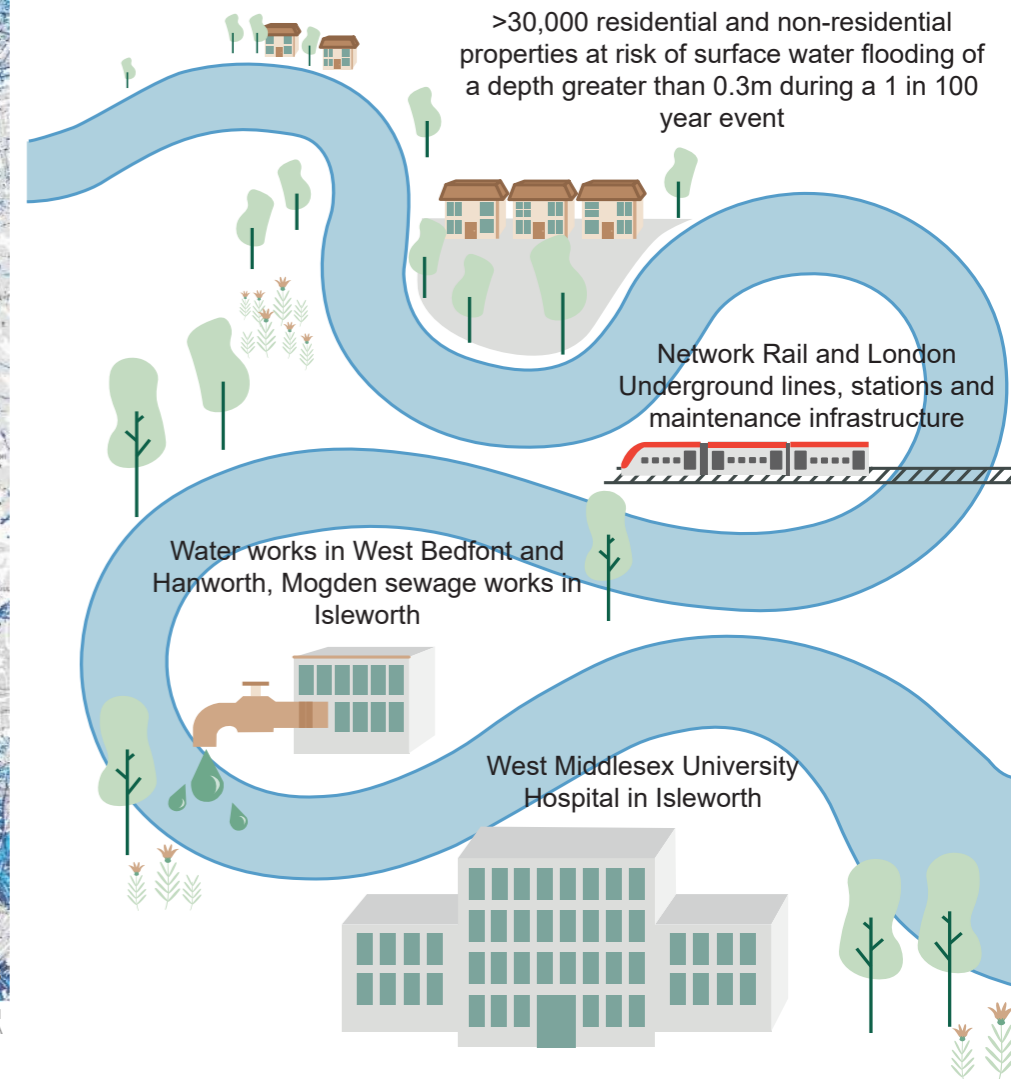 >30,000 residential and non-residential
properties at risk of surface water flooding of
a depth greater than 0.3m during a 1 in 100
year event
Network Rail and London
Underground lines, stations and
maintenance infrastructure
Water works in West Bedfont and
Hanworth, Mogden sewage works in
Isleworth
West Middlesex University
Hospital in Isleworth